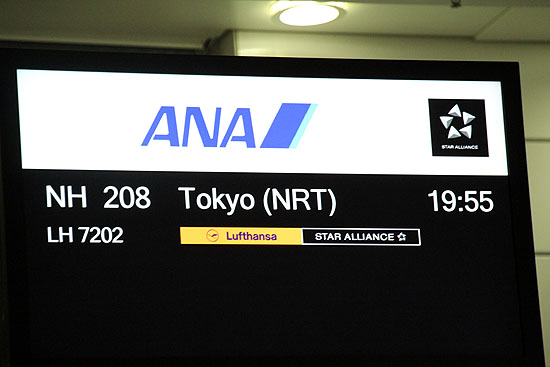 ANA
STAR ALLIANCE
NH 208 Tokyo (NRT) 19:55
LH 7202 Lufthansa STAR ALLIANCE